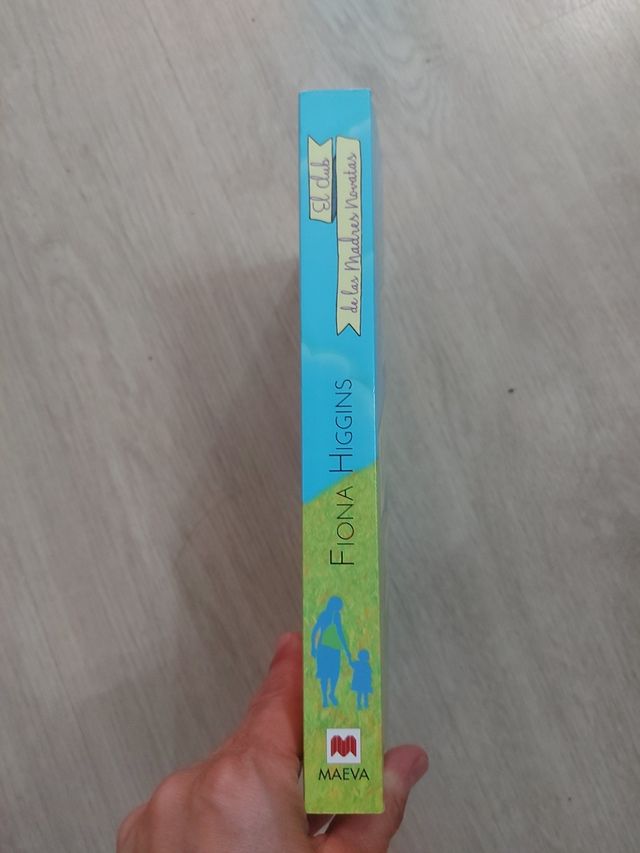 El club
de las Madres Novatas
FIONA HIGGINS
MAEVA